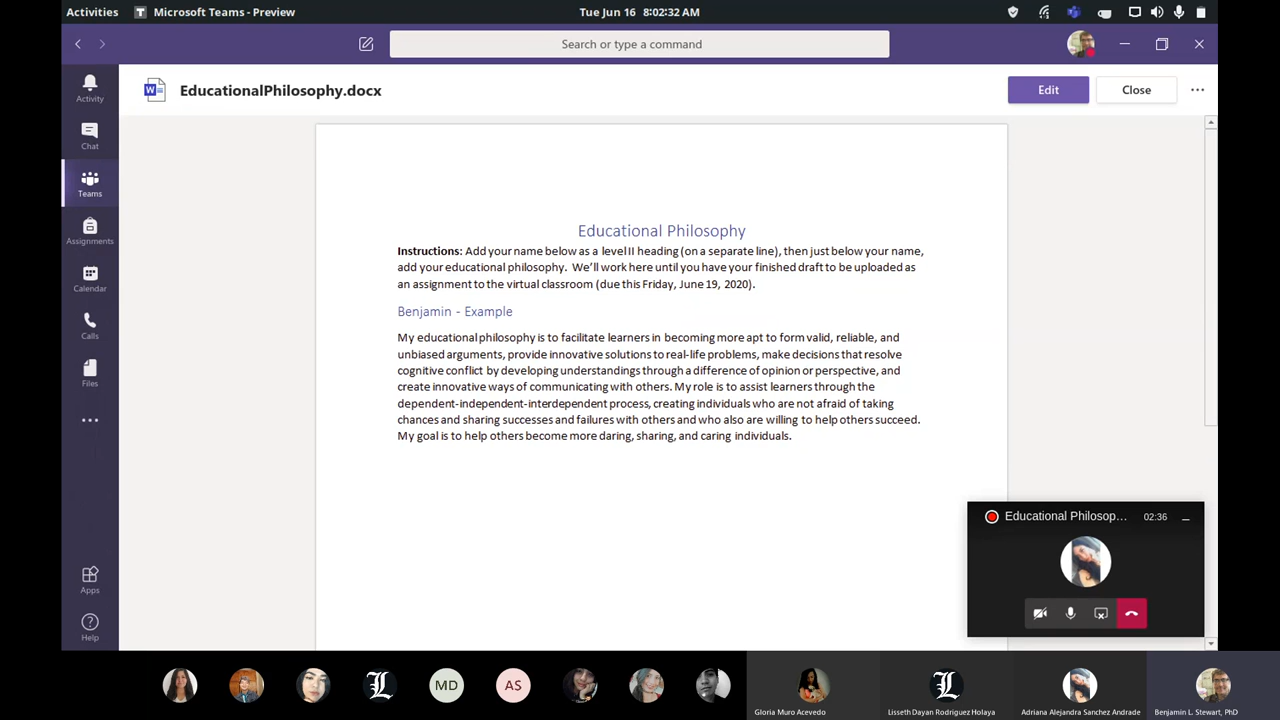 Activities
Microsoft Teams - Preview
Tue Jun 16 8:02:32 AM
Search or type a command
Activity
Chat
Teams
Assignments
Calendar
Calls
Files
Apps
Help
EducationalPhilosophy.docx
Edit
Close
Educational Philosophy
Instructions: Add your name below as a level II heading (on a separate line), then just below your name,
add your educational philosophy. We'll work here until you have your finished draft to be uploaded as
an assignment to the virtual classroom (due this Friday, June 19, 2020).
Benjamin - Example
My educational philosophy is to facilitate learners in becoming more apt to form valid, reliable, and
unbiased arguments, provide innovative solutions to real-life problems, make decisions that resolve
cognitive conflict by developing understandings through a difference of opinion or perspective, and
create innovative ways of communicating with others. My role is to assist learners through the
dependent-independent-interdependent process, creating individuals who are not afraid of taking
chances and sharing successes and failures with others and who also are willing to help others succeed.
My goal is to help others become more daring, sharing, and caring individuals.
Educational Philosop...
02:36
L
MD
AS
L
Gloria Muro Acevedo
Lisseth Dayan Rodriguez Holaya
Adriana Alejandra Sanchez Andrade
Benjamin L. Stewart, PhD